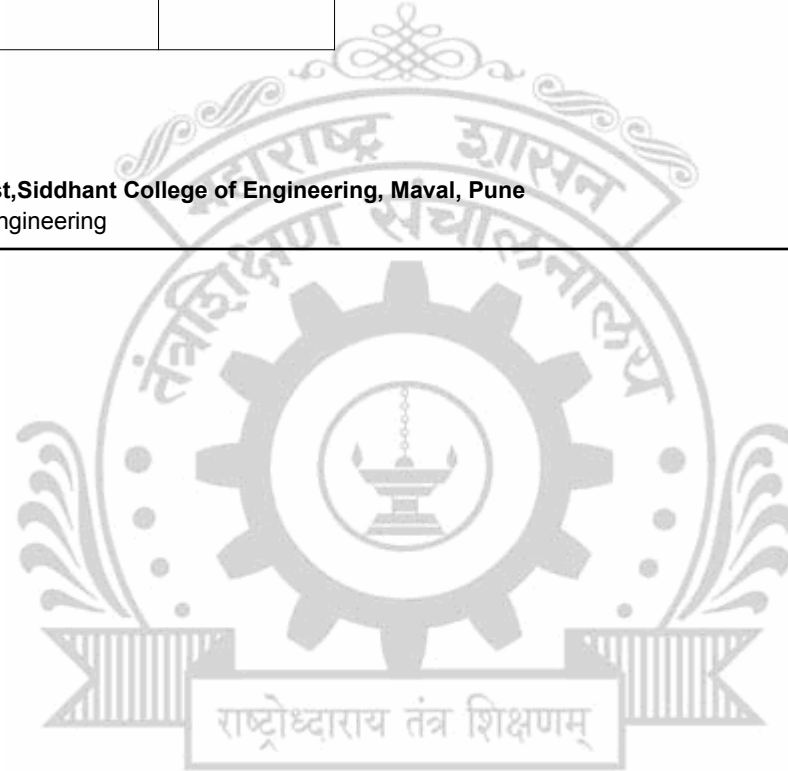 st,Siddhant College of Engineering, Maval, Pune
ngineering
महाराष्ट्र शासन
तंत्रशिक्षण संचालनालय
राष्ट्रोध्दाराय तंत्र शिक्षणम्